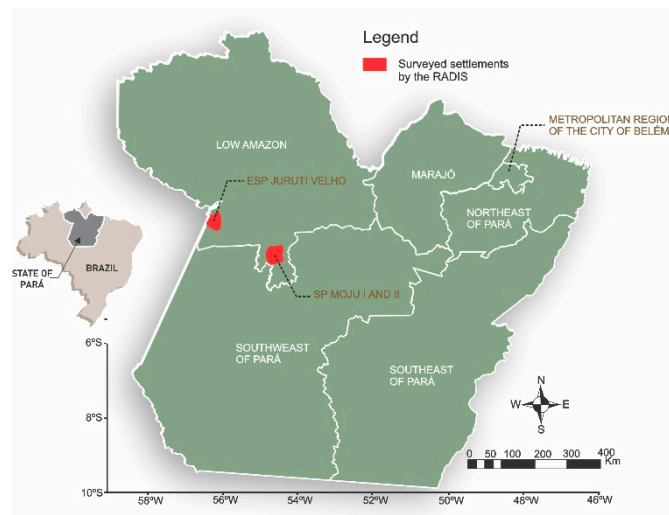 Legend
Surveyed settlements
by the RADIS
METROPOLITAN REGION
OF THE CITY OF BELÉM
LOW AMAZON
MARAJÓ
ESP JURUTI VELHO
NORTHEAST
OF PARÁ
STATE OF
PARÁ
BRAZIL
SP MOJU I AND II
SOUTHWEAST
OF PARÁ
SOUTHEAST
OF PARÁ
6°S
8°S
10°S
N
W
E
S
0 50 100 200 300 400
Km
58°W 56°W 54°W 52°W 50°W 48°W 46°W